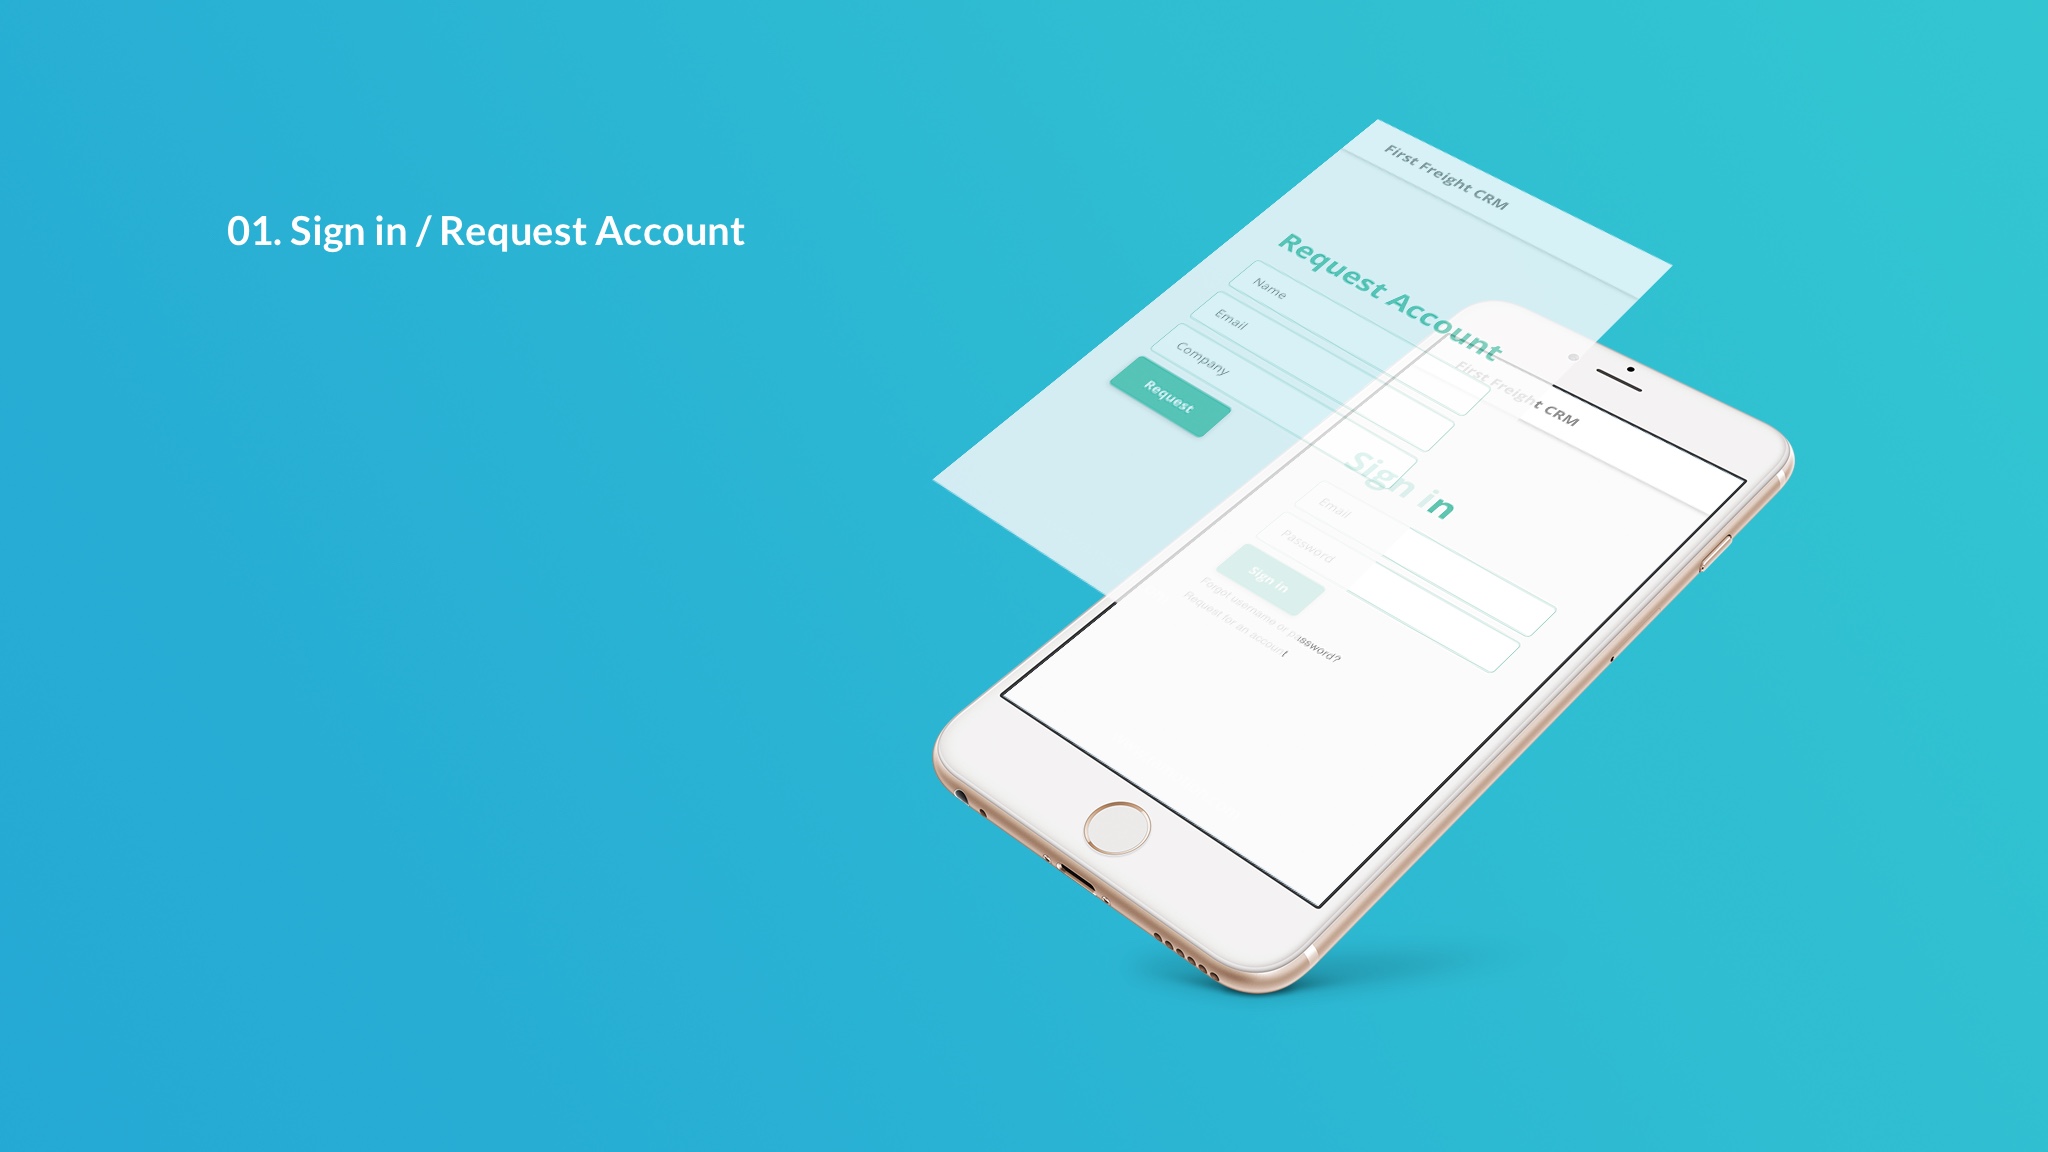 01. Sign in / Request Account
First Freight CRM
Request Account
Name
Email
Company
Request
First Freight CRM
Sign in
Email
Password
Sign in
Forgot username or password?
Request for an account